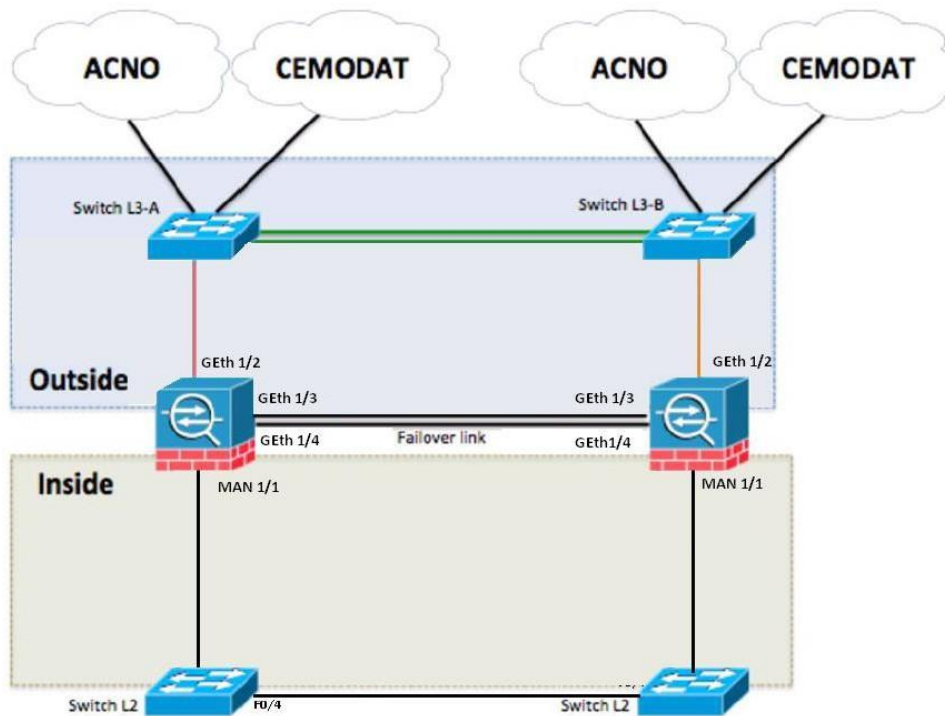 ACNO
CEMODAT
ACNO
CEMODAT
Switch L3-A
Switch L3-B
GEth 1/2
GEth 1/2
Outside
GEth 1/3
GEth 1/3
GEth 1/4
Failover link
GEth1/4
Inside
MAN 1/1
MAN 1/1
Switch L2
F0/4
Switch L2